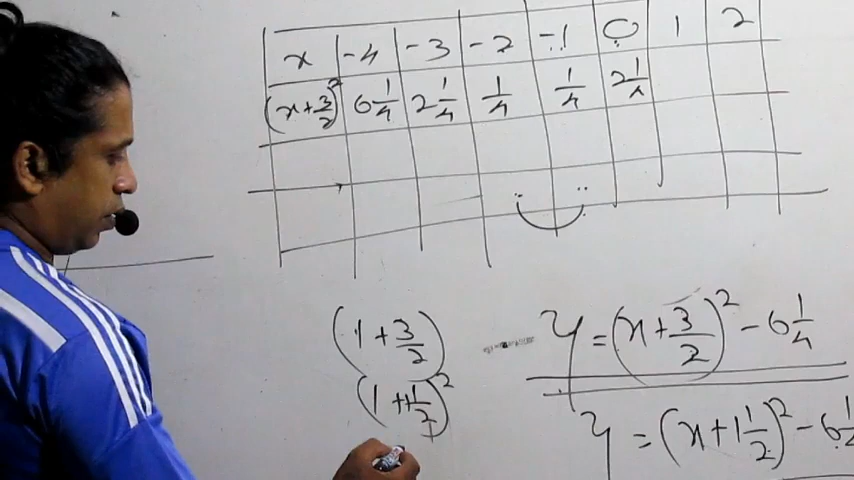 x -4 -3 -2 -1 0 1 2
(x+3/2)² 6 1/4 2 1/4 1/4 1/4 2 1/4
(1+3/2)
(1+1 1/2)²
y = (x+3/2)² - 6 1/4
y = (x+1 1/2)² - 6 1/4